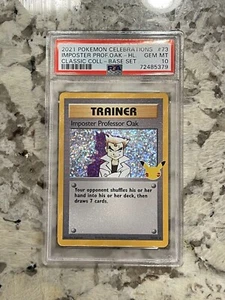 2021 POKEMON CELEBRATIONS #73
IMPOSTER PROF.OAK - HL GEM MT
CLASSIC COLL - BASE SET 10
PSA 72485379
TRAINER
Imposter Professor Oak
Your opponent shuffles his or her
hand into his or her deck, then
draws 7 cards.